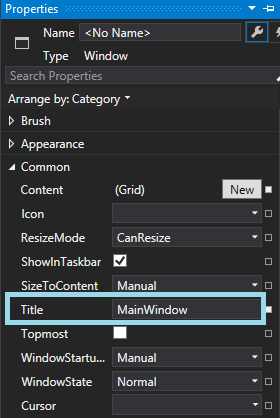 Properties
Name <No Name>
Type Window
Search Properties
Arrange by: Category
Brush
Appearance
Common
Content (Grid) New
Icon
ResizeMode CanResize
ShowInTaskbar
SizeToContent Manual
Title MainWindow
Topmost
WindowStartu... Manual
WindowState Normal
Cursor